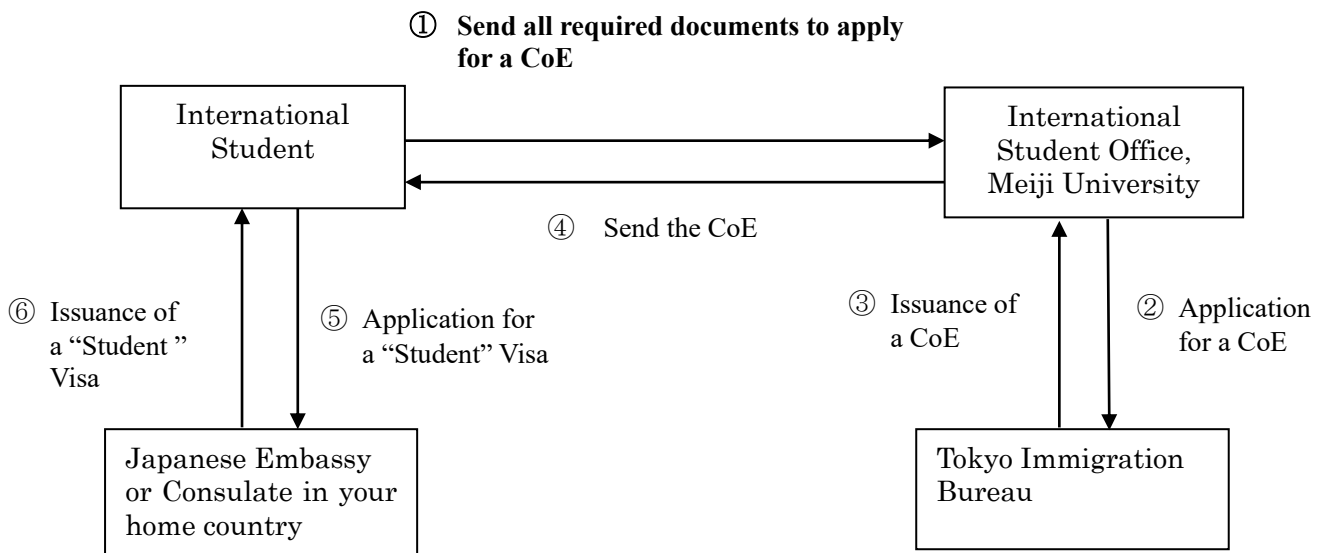 ① Send all required documents to apply
for a CoE
International
Student
International
Student Office,
Meiji University
④ Send the CoE
⑥ Issuance of
a “Student ”
Visa
⑤ Application for
a “Student” Visa
③ Issuance of
a CoE
② Application
for a CoE
Japanese Embassy
or Consulate in your
home country
Tokyo Immigration
Bureau